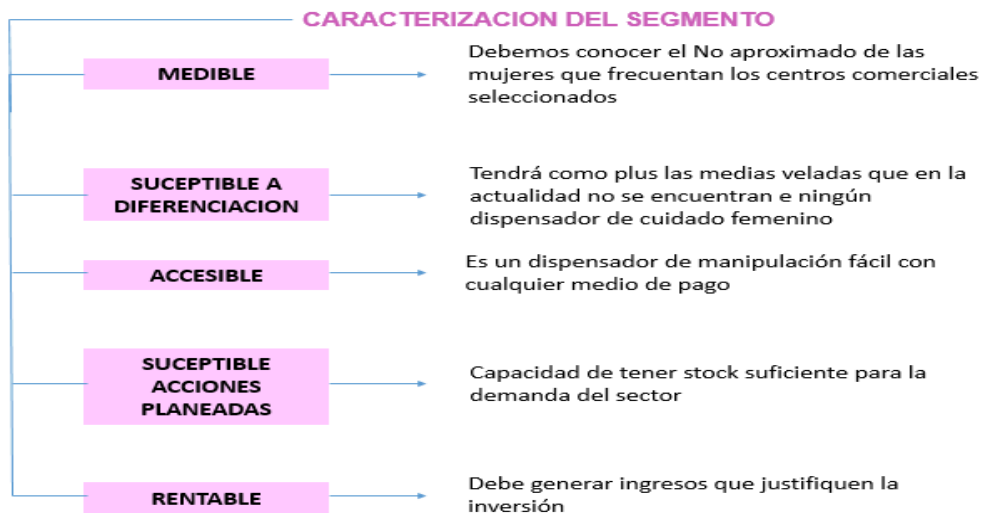 CARACTERIZACION DEL SEGMENTO
MEDIBLE
Debemos conocer el No aproximado de las
mujeres que frecuentan los centros comerciales
seleccionados
SUCEPTIBLE A
DIFERENCIACION
Tendrá como plus las medias veladas que en la
actualidad no se encuentran e ningún
dispensador de cuidado femenino
ACCESIBLE
Es un dispensador de manipulación fácil con
cualquier medio de pago
SUCEPTIBLE
ACCIONES
PLANEADAS
Capacidad de tener stock suficiente para la
demanda del sector
RENTABLE
Debe generar ingresos que justifiquen la
inversión